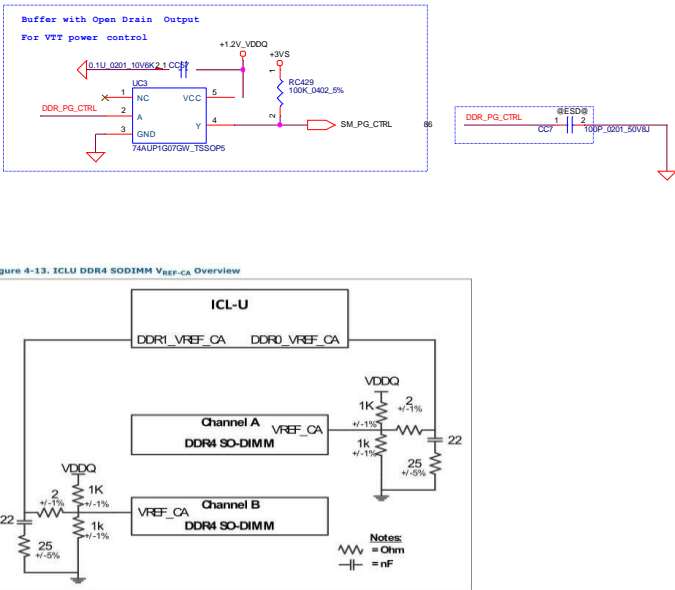 Buffer with Open Drain Output
For VTT power control
+1.2V_VDDQ
+3VS
0.1U_0201_10V6K 2 1 CC57
1
UC3
RC429
100K_0402_5%
1 NC VCC 5
DDR_PG_CTRL
2 A
2
Y 4
SM_PG_CTRL 86
3 GND
74AUP1G07GW_TSSOP5
@ESD@
DDR_PG_CTRL
1 2
CC7 100P_0201_50V8J
gure 4-13. ICLU DDR4 SODIMM VREF-CA Overview
ICL-U
DDR1_VREF_CA DDR0_VREF_CA
VDDQ
1K
+/-1%
2
+/-1%
Channel A
VREF_CA
DDR4 SO-DIMM
1k
+/-1%
22
25
+/-5%
VDDQ
2
+/-1%
1K
+/-1%
Channel B
VREF_CA
DDR4 SO-DIMM
22
1k
+/-1%
25
+/-5%
Notes:
= Ohm
= nF